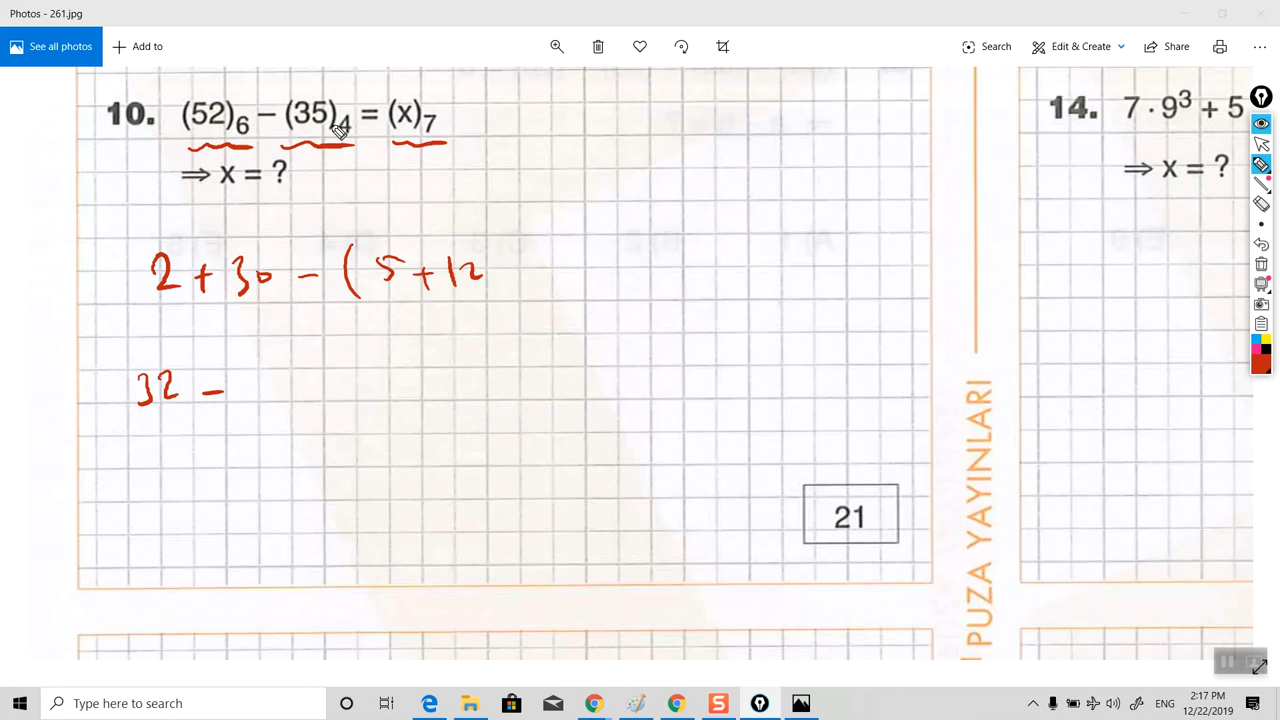 Photos - 261.jpg
See all photos
Add to
Search
Edit & Create
Share
10. (52)₆ − (35)₄ = (x)₇
⇒ x = ?
2 + 30 − ( 5 + 12
32 −
21
PUZA YAYINLARI
14. 7 · 9³ + 5
⇒ x = ?
Type here to search
ENG
2:17 PM
12/22/2019